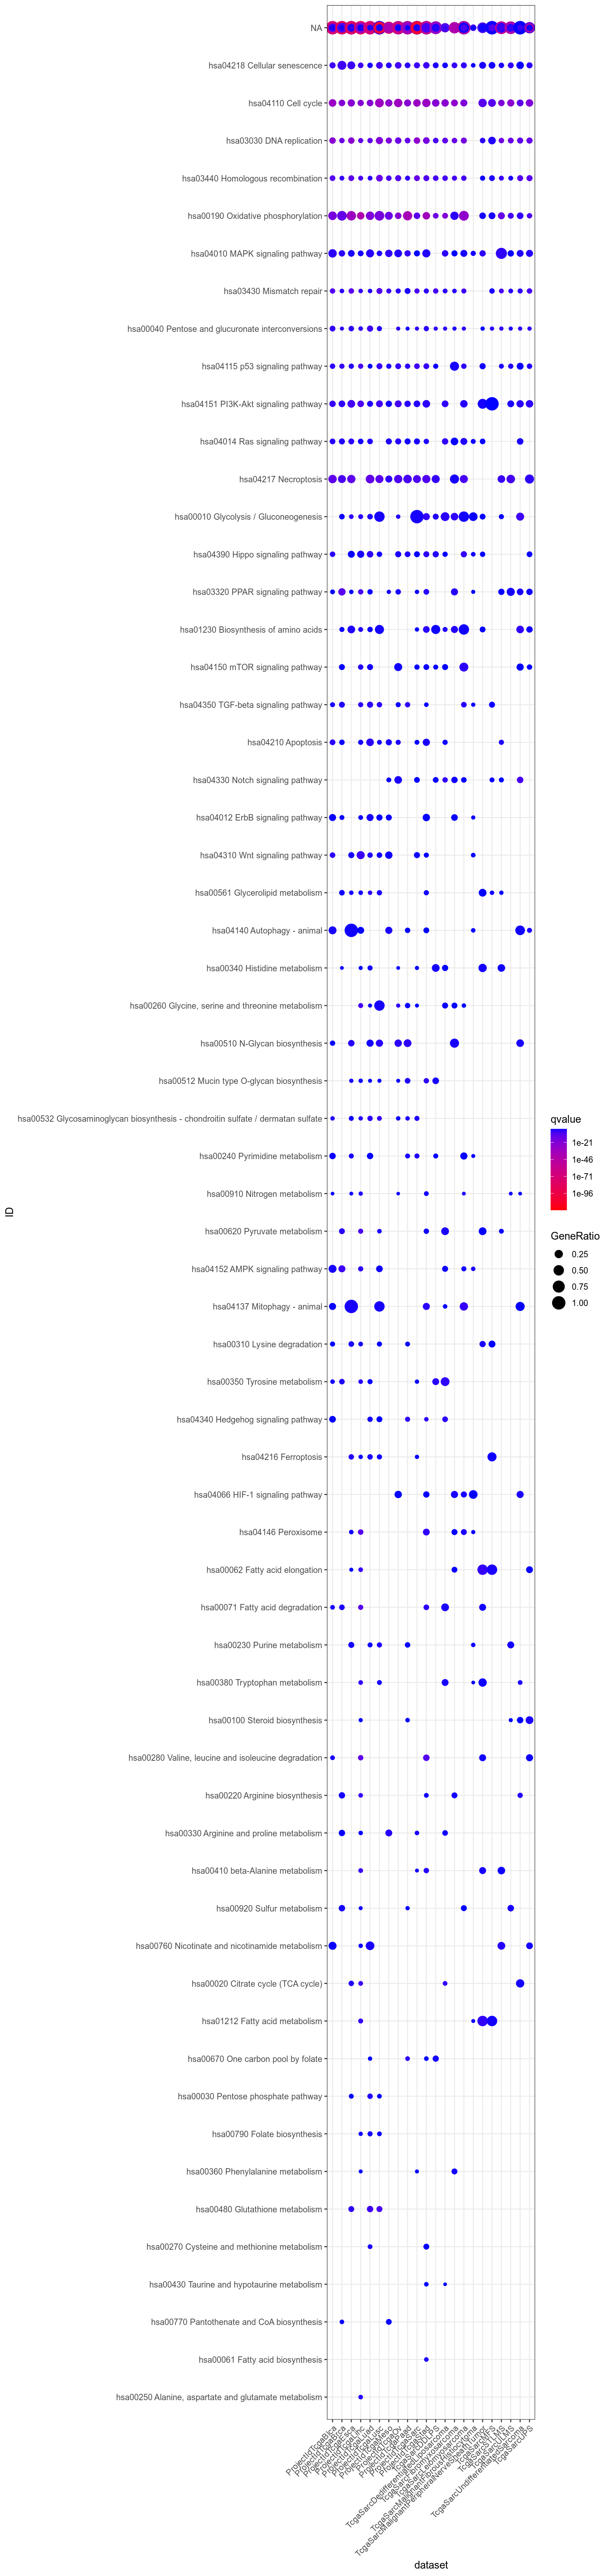 NA
hsa04218 Cellular senescence
hsa04110 Cell cycle
hsa03030 DNA replication
hsa03440 Homologous recombination
hsa00190 Oxidative phosphorylation
hsa04010 MAPK signaling pathway
hsa03430 Mismatch repair
hsa00040 Pentose and glucuronate interconversions
hsa04115 p53 signaling pathway
hsa04151 PI3K-Akt signaling pathway
hsa04014 Ras signaling pathway
hsa04217 Necroptosis
hsa00010 Glycolysis / Gluconeogenesis
hsa04390 Hippo signaling pathway
hsa03320 PPAR signaling pathway
hsa01230 Biosynthesis of amino acids
hsa04150 mTOR signaling pathway
hsa04350 TGF-beta signaling pathway
hsa04210 Apoptosis
hsa04330 Notch signaling pathway
hsa04012 ErbB signaling pathway
hsa04310 Wnt signaling pathway
hsa00561 Glycerolipid metabolism
hsa04140 Autophagy - animal
hsa00340 Histidine metabolism
hsa00260 Glycine, serine and threonine metabolism
hsa00510 N-Glycan biosynthesis
hsa00512 Mucin type O-glycan biosynthesis
hsa00532 Glycosaminoglycan biosynthesis - chondroitin sulfate / dermatan sulfate
hsa00240 Pyrimidine metabolism
hsa00910 Nitrogen metabolism
hsa00620 Pyruvate metabolism
hsa04152 AMPK signaling pathway
hsa04137 Mitophagy - animal
hsa00310 Lysine degradation
hsa00350 Tyrosine metabolism
hsa04340 Hedgehog signaling pathway
hsa04216 Ferroptosis
hsa04066 HIF-1 signaling pathway
hsa04146 Peroxisome
hsa00062 Fatty acid elongation
hsa00071 Fatty acid degradation
hsa00230 Purine metabolism
hsa00380 Tryptophan metabolism
hsa00100 Steroid biosynthesis
hsa00280 Valine, leucine and isoleucine degradation
hsa00220 Arginine biosynthesis
hsa00330 Arginine and proline metabolism
hsa00410 beta-Alanine metabolism
hsa00920 Sulfur metabolism
hsa00760 Nicotinate and nicotinamide metabolism
hsa00020 Citrate cycle (TCA cycle)
hsa01212 Fatty acid metabolism
hsa00670 One carbon pool by folate
hsa00030 Pentose phosphate pathway
hsa00790 Folate biosynthesis
hsa00360 Phenylalanine metabolism
hsa00480 Glutathione metabolism
hsa00270 Cysteine and methionine metabolism
hsa00430 Taurine and hypotaurine metabolism
hsa00770 Pantothenate and CoA biosynthesis
hsa00061 Fatty acid biosynthesis
hsa00250 Alanine, aspartate and glutamate metabolism
ID
qvalue
1e-21
1e-46
1e-71
1e-96
GeneRatio
0.25
0.50
0.75
1.00
ProjectIdTcgaBlca
TcgaSarcMalignantPeripheralNerveSheathTumor
TcgaSarcUndifferentiatedSarcoma
TcgaSarcUPS
dataset